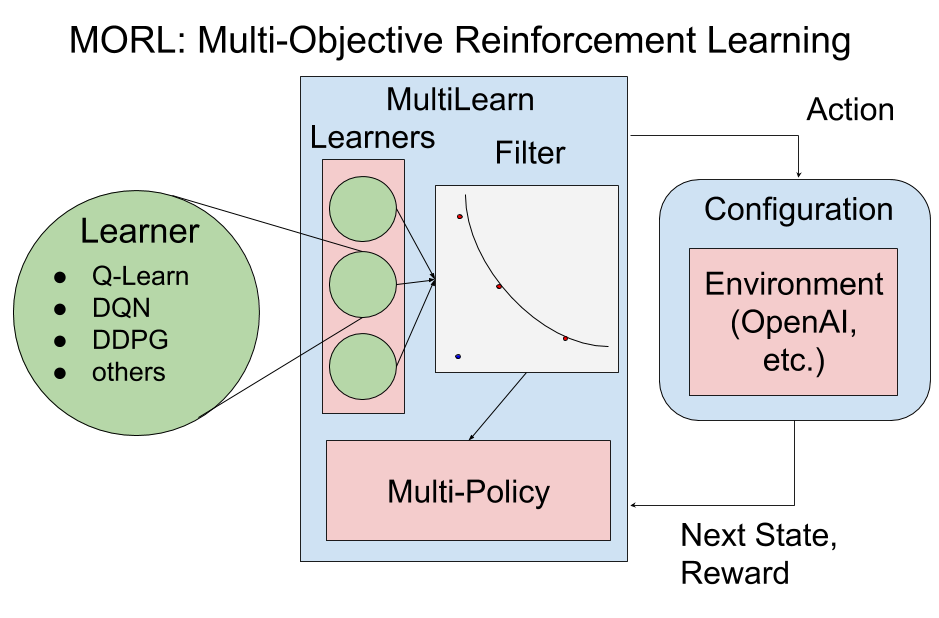 MORL: Multi-Objective Reinforcement Learning
MultiLearn
Learners
Filter
Action
Learner
● Q-Learn
● DQN
● DDPG
● others
Configuration
Environment
(OpenAI,
etc.)
Multi-Policy
Next State,
Reward